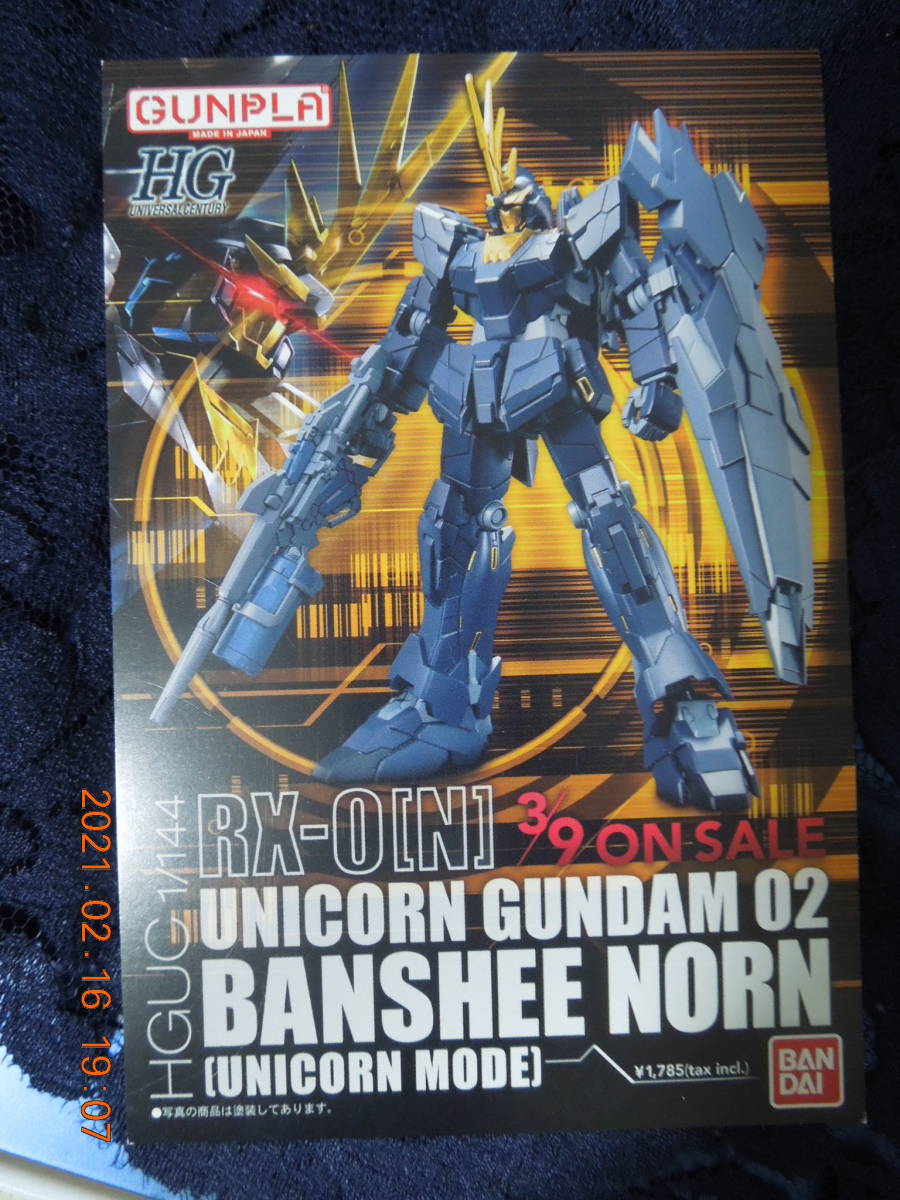 GUNPLA
MADE IN JAPAN
HG
UNIVERSAL CENTURY
HGUC 1/144
RX-0[N]
3/9 ON SALE
UNICORN GUNDAM 02
BANSHEE NORN
[UNICORN MODE]
¥1,785(tax incl.)
BAN
DAI
●写真の商品は塗装してあります。
2021.02.16 19:07